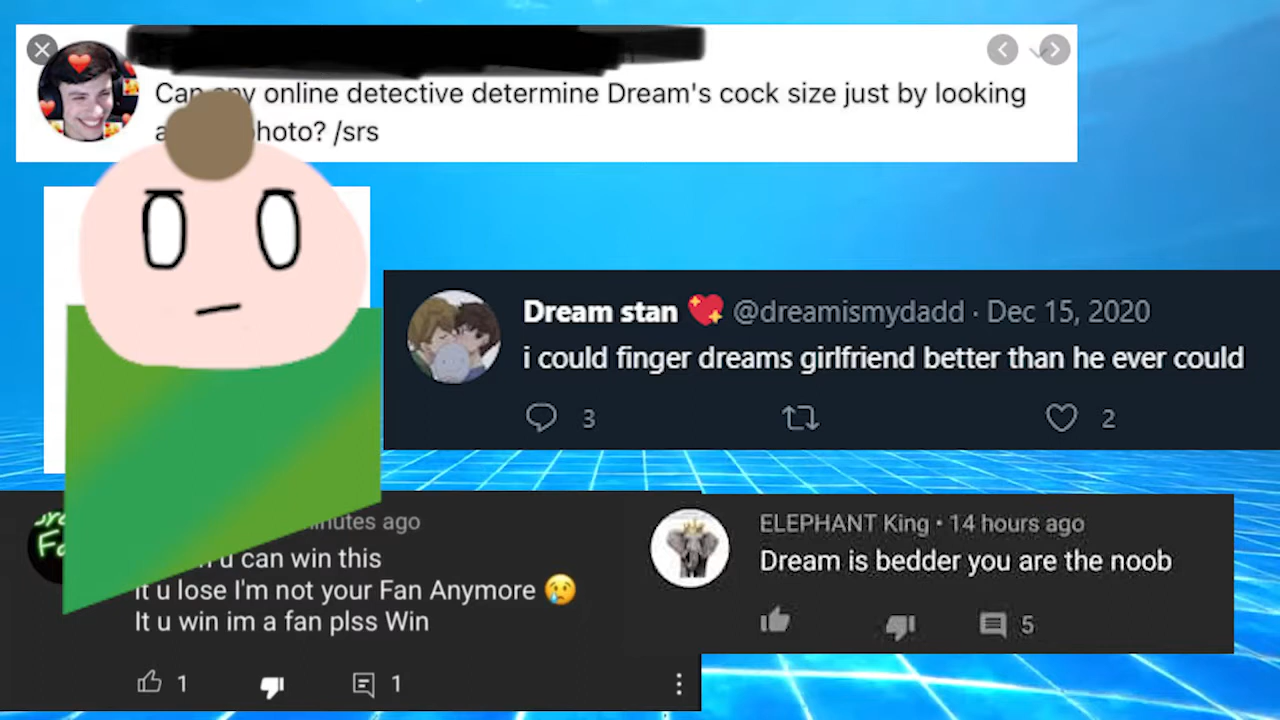 online detective determine Dream's cock size just by looking
/srs
Dream stan @dreamismydadd · Dec 15, 2020
i could finger dreams girlfriend better than he ever could
3 2
ago
u can win this
It u lose I'm not your Fan Anymore 😢
It u win im a fan plss Win
1 1
ELEPHANT King • 14 hours ago
Dream is bedder you are the noob
5